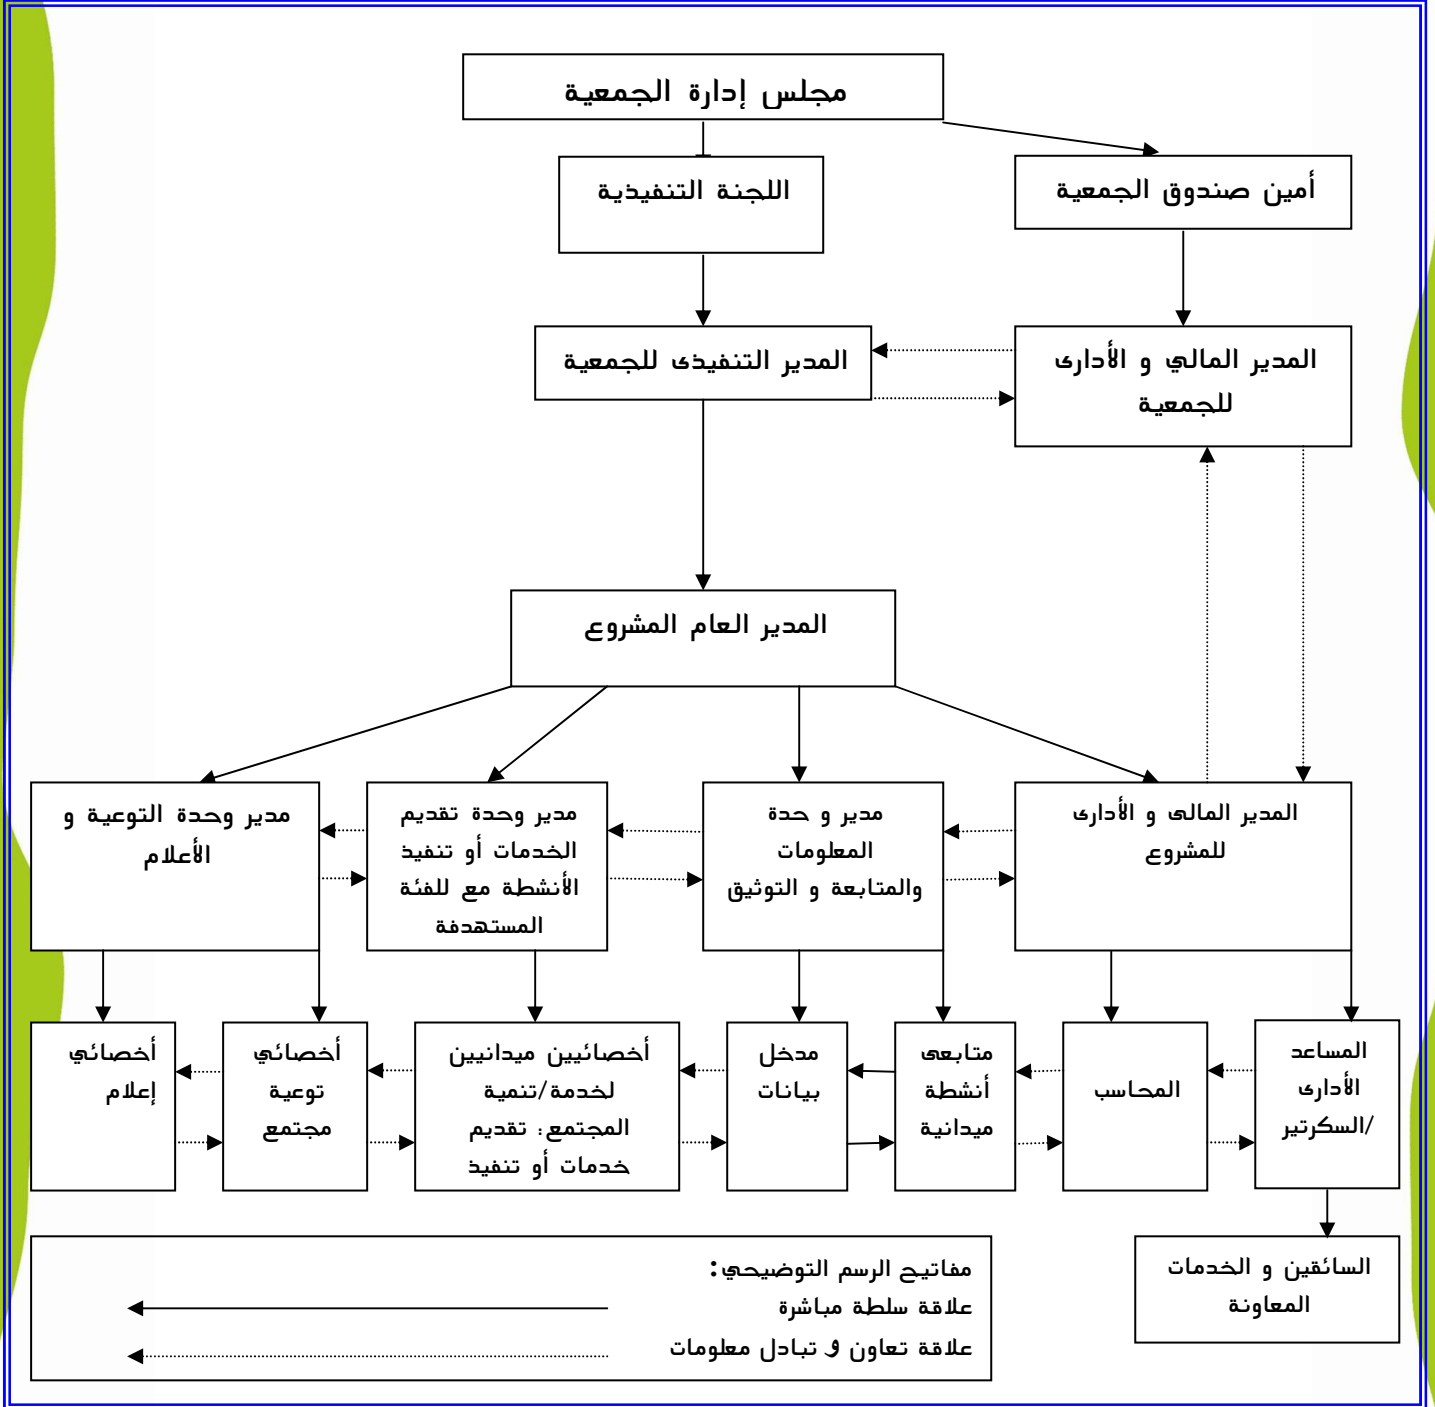 مجلس إدارة الجمعية
أمين صندوق الجمعية
اللجنة التنفيذية
المدير المالي و الأدارى
للجمعية
المدير التنفيذى للجمعية
المدير العام المشروع
المدير المالى و الأدارى
للمشروع
مدير و حدة
المعلومات
والمتابعة و التوثيق
مدير وحدة تقديم
الخدمات أو تنفيذ
الأنشطة مع للفئة
المستهدفة
مدير وحدة التوعية و
الأعلام
المساعد
الأدارى
/السكرتير
المحاسب
متابعى
أنشطة
ميدانية
مدخل
بيانات
أخصائيين ميدانيين
لخدمة/تنمية
المجتمع: تقديم
خدمات أو تنفيذ
أخصائي
توعية
مجتمع
أخصائي
إعلام
السائقين و الخدمات
المعاونة
مفاتيح الرسم التوضيحي:
علاقة سلطة مباشرة
علاقة تعاون و تبادل معلومات